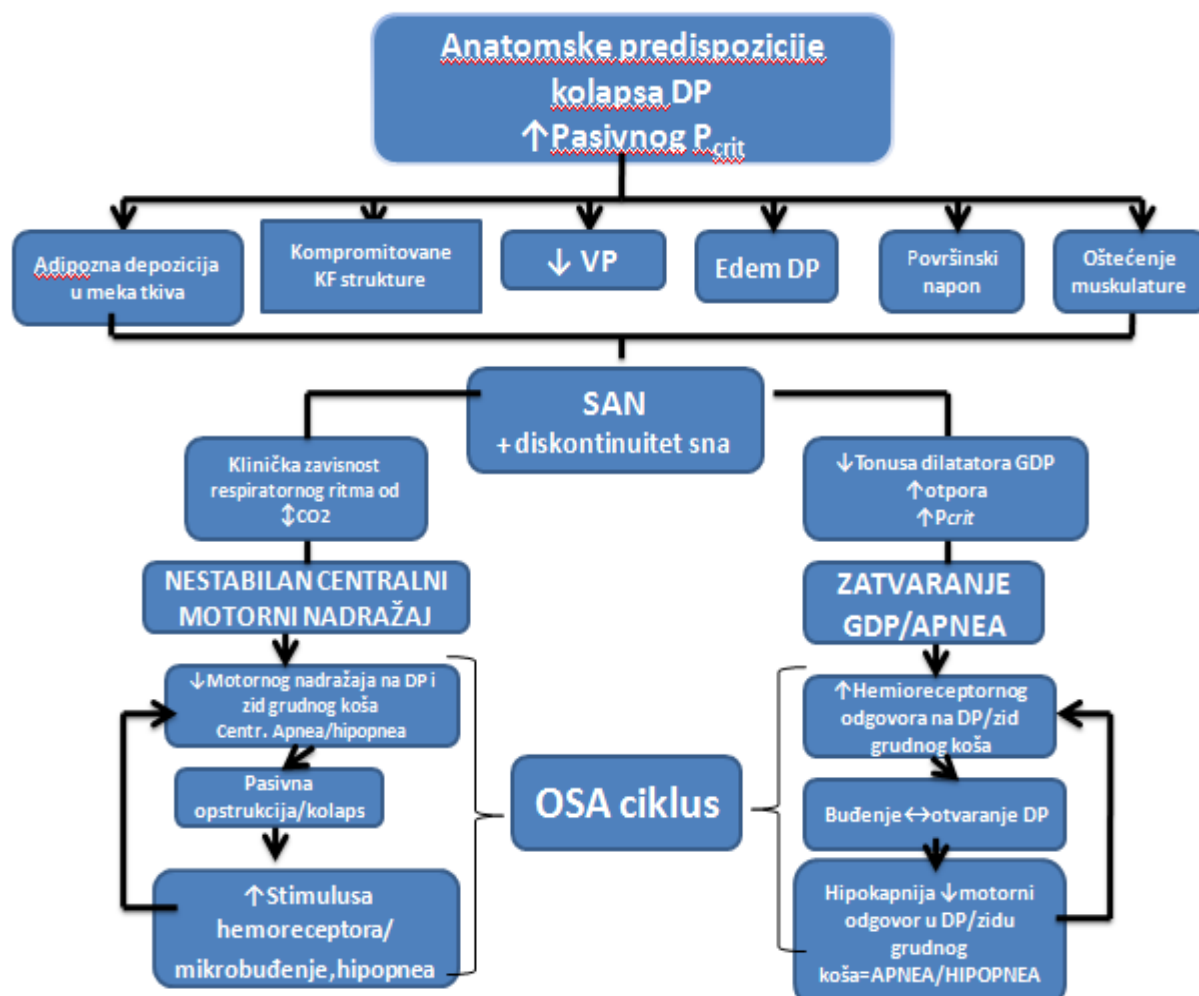 Anatomske predispozicije
kolapsa DP
↑Pasivnog Pcrit
Adipozna depozicija
u meka tkiva
Kompromitovane
KF strukture
↓ VP
Edem DP
Površinski
napon
Oštećenje
muskulature
SAN
+diskontinuitet sna
Klinička zavisnost
respiratornog ritma od
↕CO2
↓Tonusa dilatatora GDP
↑otpora
↑Pcrit
NESTABILAN CENTRALNI
MOTORNI NADRAŽAJ
ZATVARANJE
GDP/APNEA
↓Motornog nadražaja na DP i
zid grudnog koša
Centr. Apnea/hipopnea
↑Hemioreceptornog
odgovora na DP/zid
grudnog koša
Pasivna
opstrukcija/kolaps
OSA ciklus
Buđenje↔otvaranje DP
↑Stimulusa
hemoreceptora/
mikrobuđenje,hipopnea
Hipokapnija ↓motorni
odgovor u DP/zidu
grudnog
koša=APNEA/HIPOPNEA